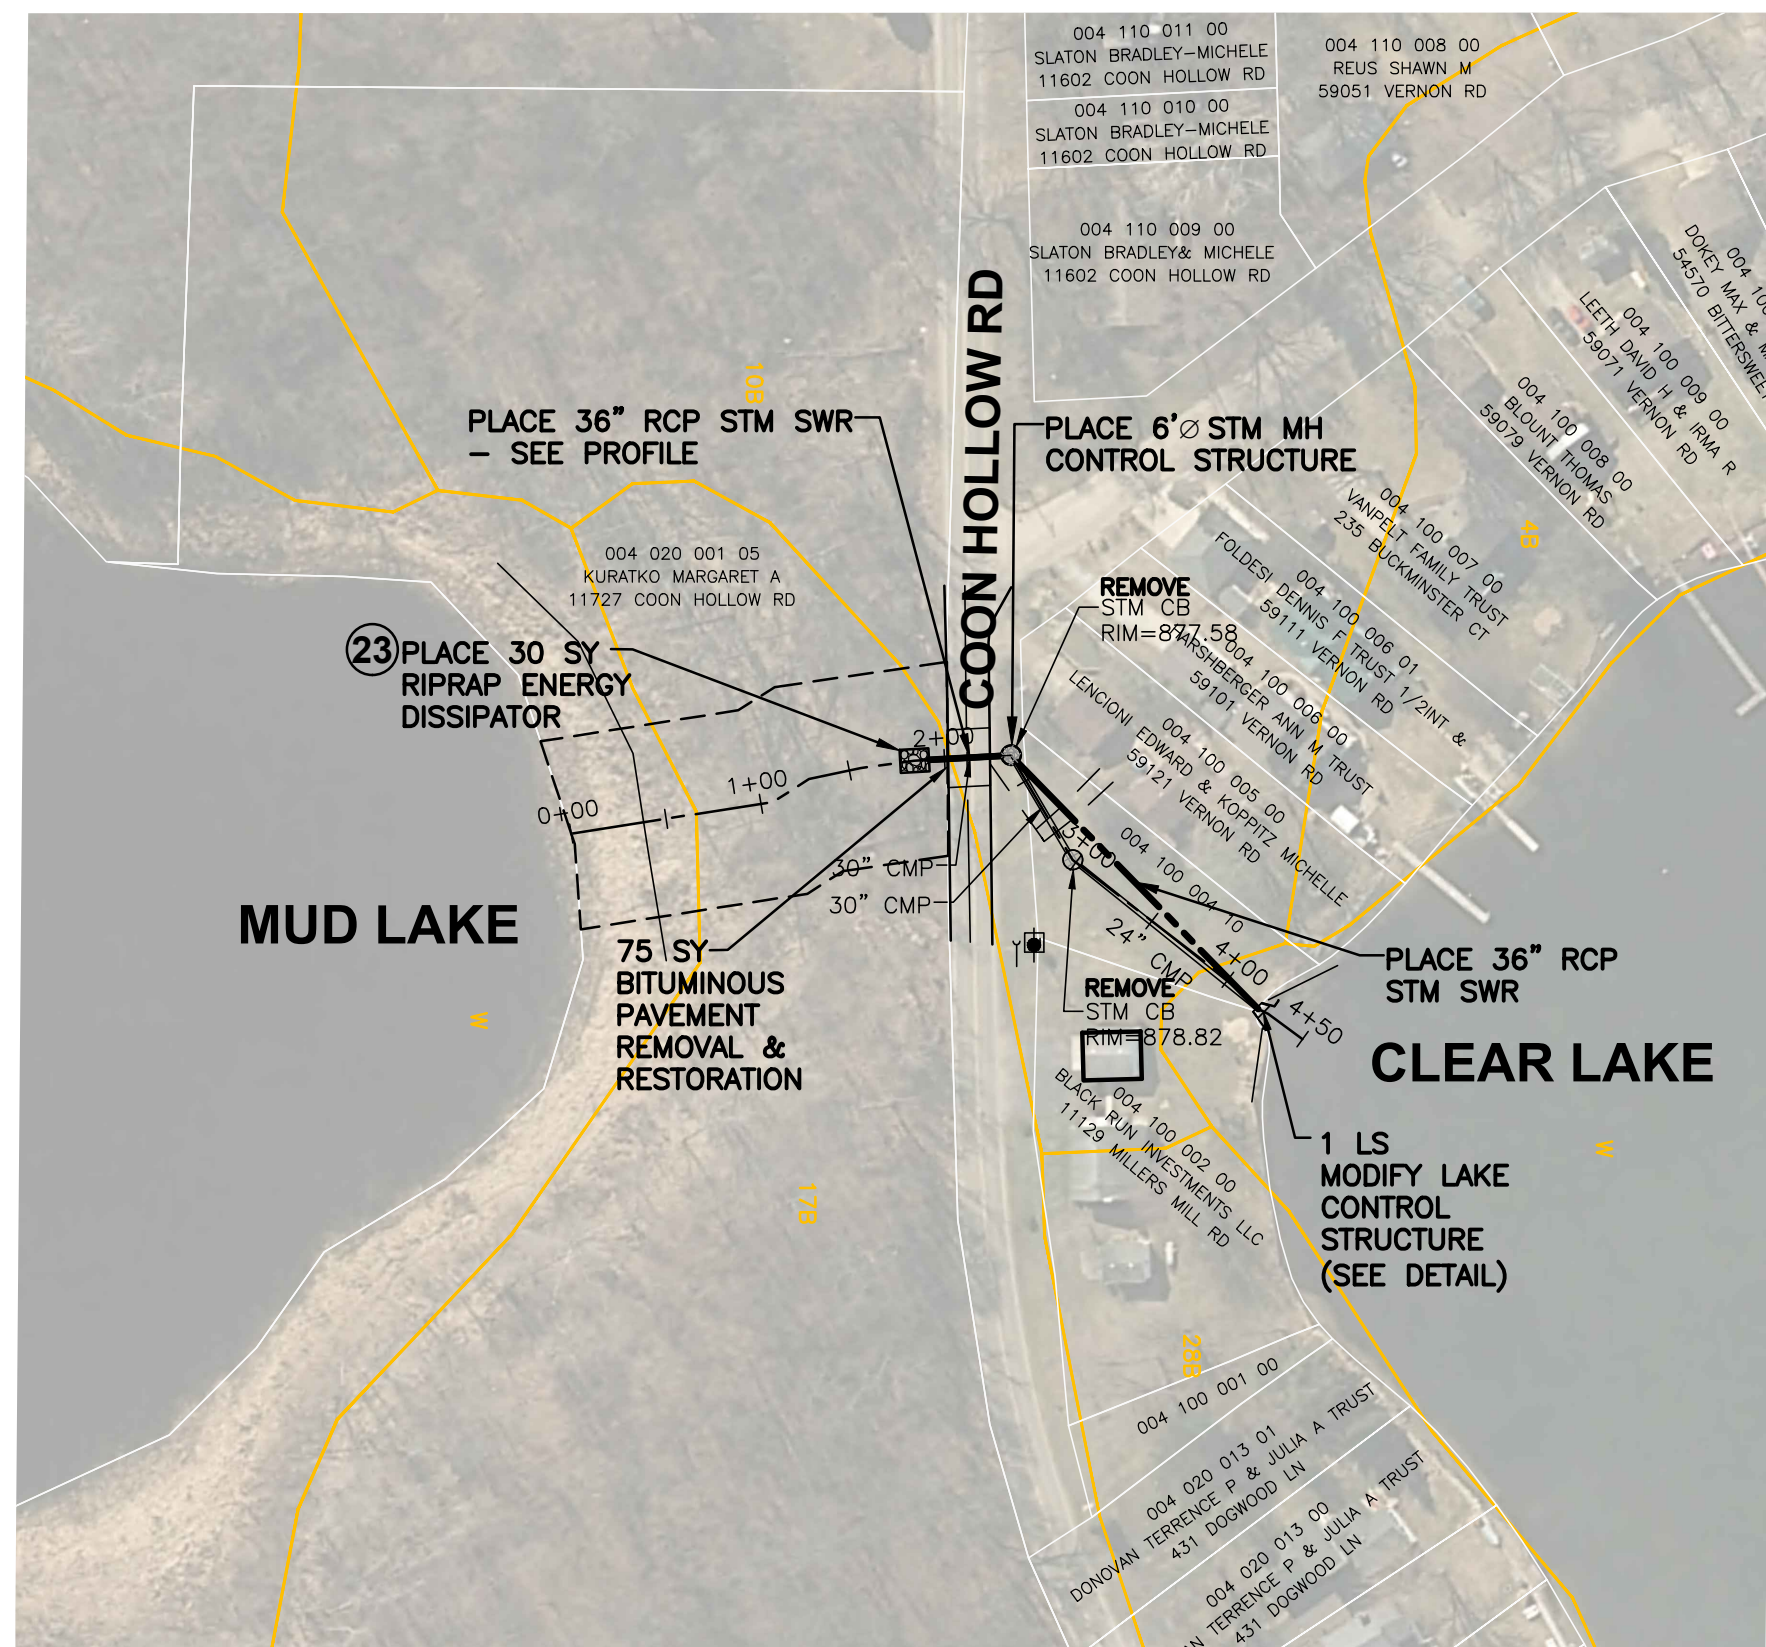 004 110 011 00
SLATON BRADLEY-MICHELE
11602 COON HOLLOW RD
004 110 010 00
SLATON BRADLEY-MICHELE
11602 COON HOLLOW RD
004 110 009 00
SLATON BRADLEY& MICHELE
11602 COON HOLLOW RD
004 110 008 00
REUS SHAWN M
59051 VERNON RD
DOKEY MAX &
54570 BITTERSWEET
004 100 009 00
LEETH DAVID H & IRMA R
59071 VERNON RD
004 100 008 00
BLOUNT THOMAS
59079 VERNON RD
004 100 007 00
VANPELT FAMILY TRUST
235 BUCKMINSTER CT
004 100 006 01
FOLDESI DENNIS F TRUST 1/2INT &
59111 VERNON RD
004 100 006 00
HARSHBERGER ANN M TRUST
59101 VERNON RD
004 100 005 00
LENCIONI EDWARD & KOPPITZ MICHELLE
59121 VERNON RD
004 100 004 10
10B
4B
COON HOLLOW RD
PLACE 36" RCP STM SWR
- SEE PROFILE
PLACE 6'Ø STM MH
CONTROL STRUCTURE
004 020 001 05
KURATKO MARGARET A
11727 COON HOLLOW RD
REMOVE
STM CB
RIM=877.58
23
PLACE 30 SY
RIPRAP ENERGY
DISSIPATOR
0+00
1+00
2+00
3+00
4+00
4+50
30" CMP
30" CMP
24" CMP
MUD LAKE
75 SY
BITUMINOUS
PAVEMENT
REMOVAL &
RESTORATION
REMOVE
STM CB
RIM=878.82
PLACE 36" RCP
STM SWR
CLEAR LAKE
W
W
1 LS
MODIFY LAKE
CONTROL
STRUCTURE
(SEE DETAIL)
004 100 002 00
BLACK RUN INVESTMENTS LLC
11129 MILLERS MILL RD
17B
28B
004 100 001 00
004 020 013 01
DONOVAN TERRENCE P & JULIA A TRUST
431 DOGWOOD LN
004 020 013 00
TERRENCE P & JULIA A TRUST
431 DOGWOOD LN